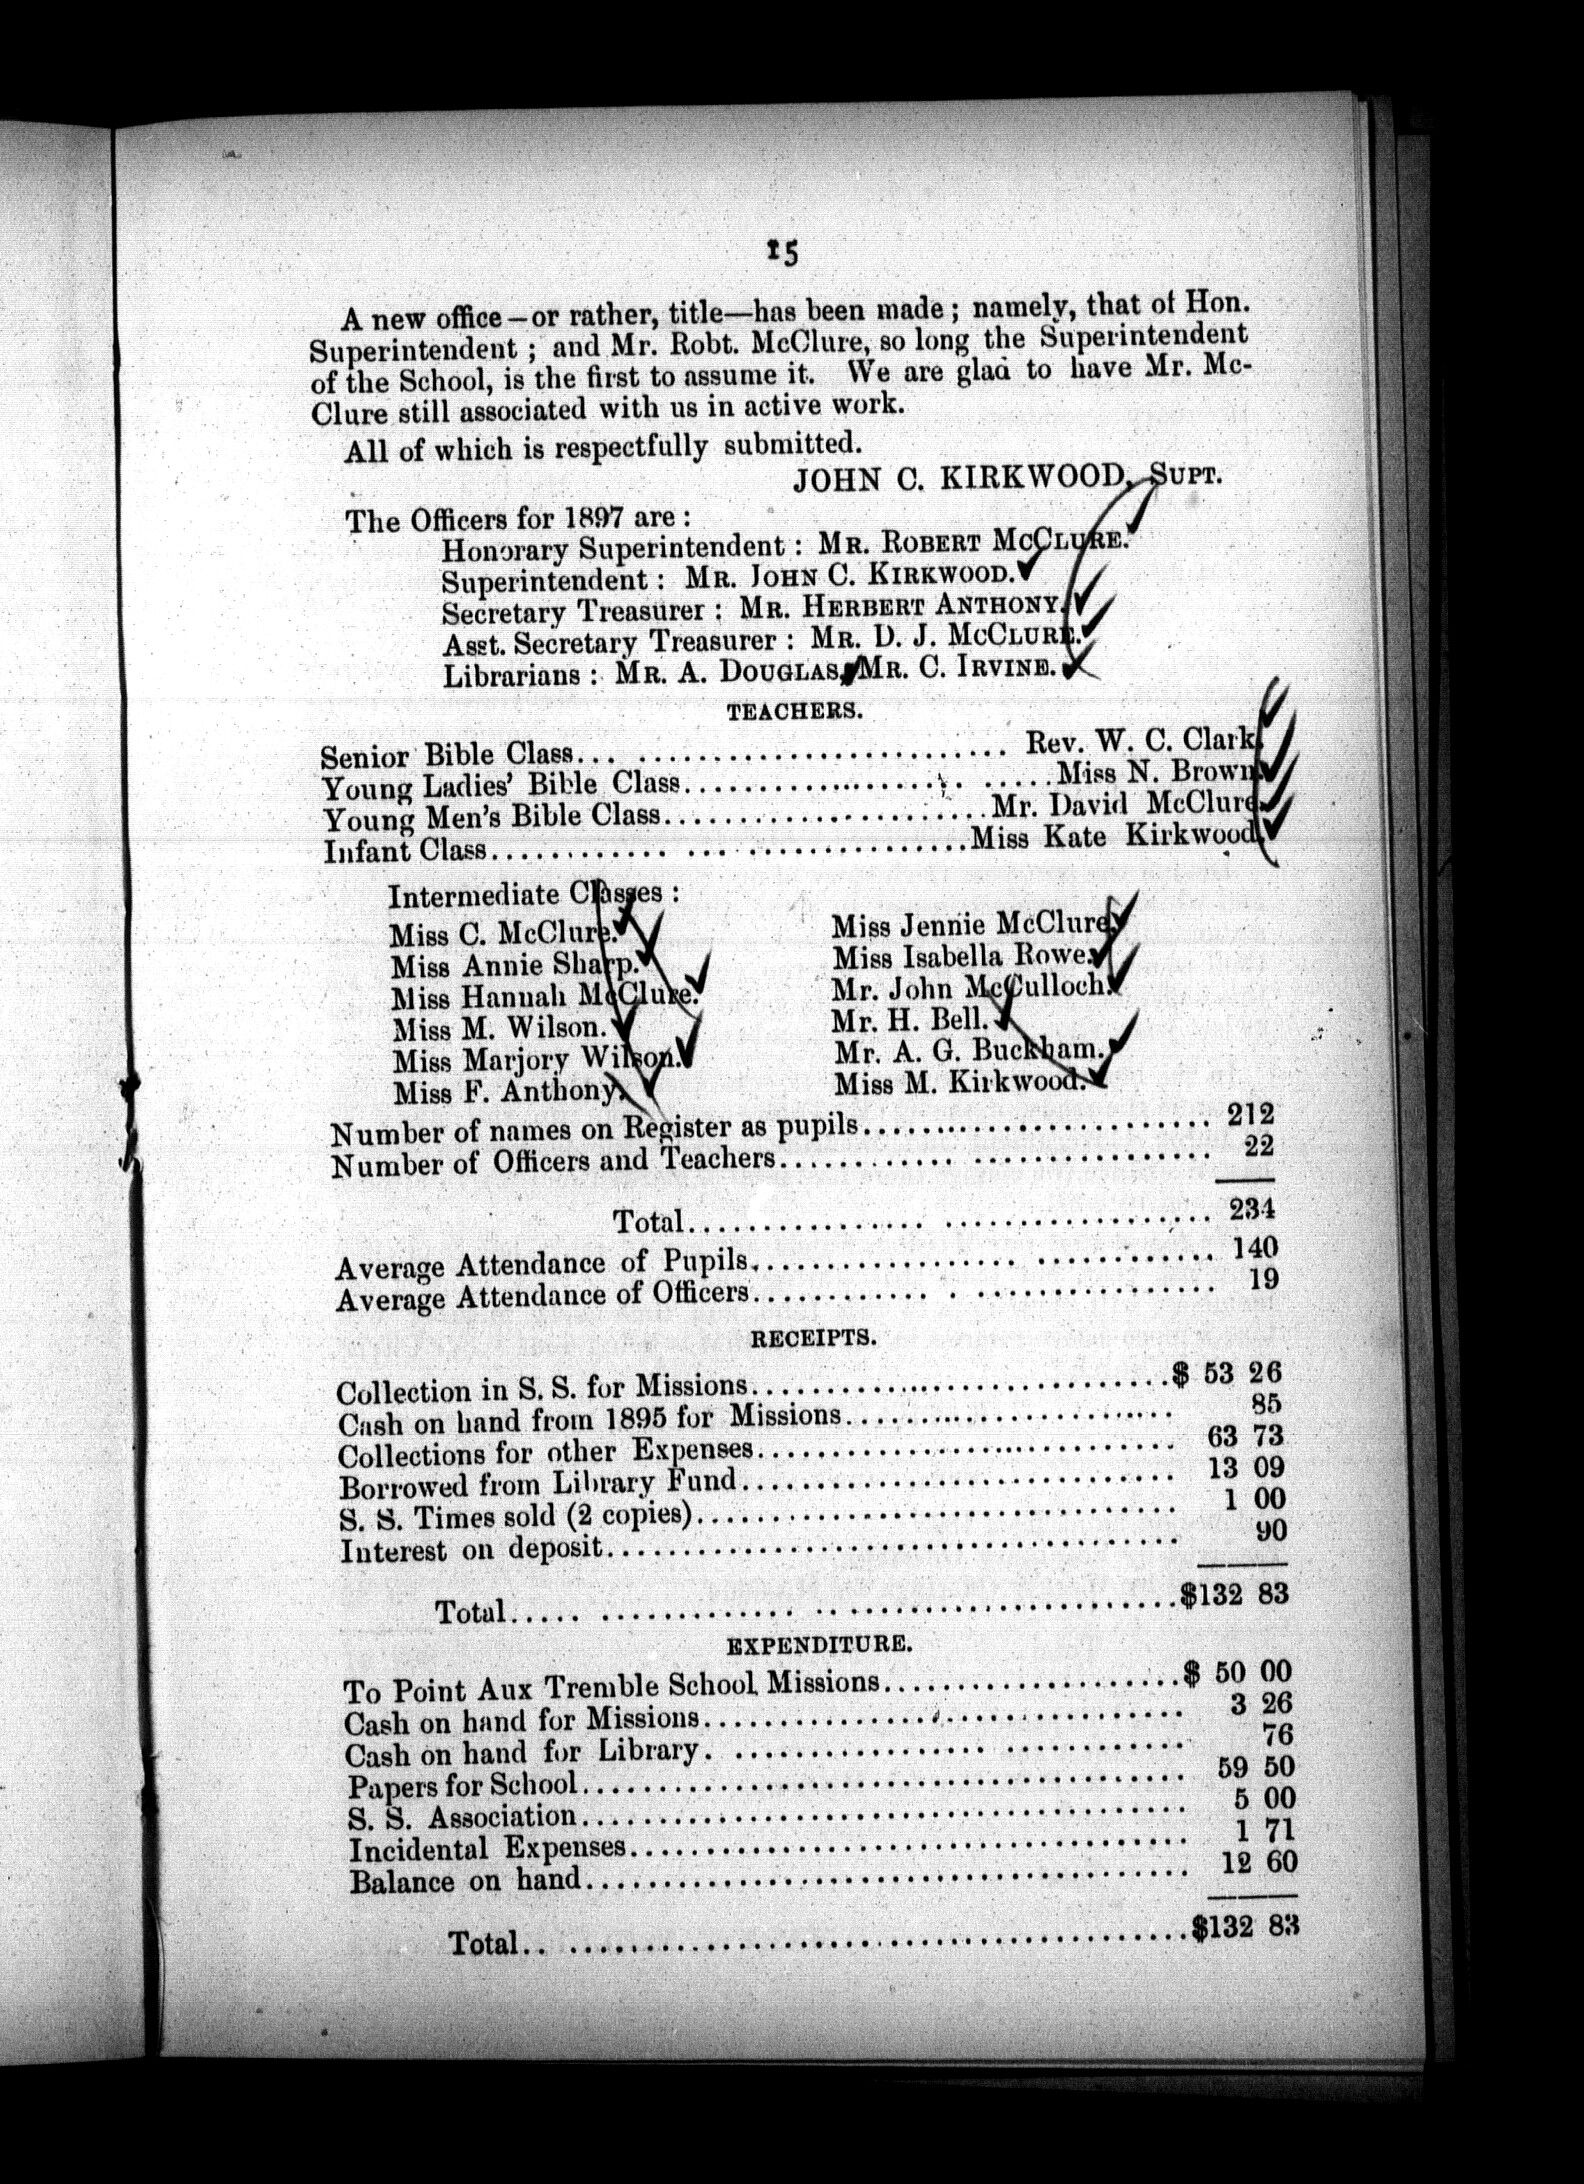 15
A new office—or rather, title—has been made; namely, that of Hon.
Superintendent; and Mr. Robt. McClure, so long the Superintendent
of the School, is the first to assume it. We are glad to have Mr. Mc-
Clure still associated with us in active work.
All of which is respectfully submitted.
JOHN C. KIRKWOOD, SUPT.
The Officers for 1897 are:
Honorary Superintendent: MR. ROBERT MCCLURE.
Superintendent: MR. JOHN C. KIRKWOOD.
Secretary Treasurer: MR. HERBERT ANTHONY.
Asst. Secretary Treasurer: MR. D. J. MCCLURE.
Librarians: MR. A. DOUGLAS, MR. C. IRVINE.
TEACHERS.
Senior Bible Class... ......................... Rev. W. C. Clark.
Young Ladies' Bible Class.................... .....Miss N. Brown.
Young Men's Bible Class......................Mr. David McClure.
Infant Class............ ... ...............Miss Kate Kirkwood.
Intermediate Classes:
Miss C. McClure. Miss Jennie McClure.
Miss Annie Sharp. Miss Isabella Rowe.
Miss Hannah McClure. Mr. John McCulloch.
Miss M. Wilson. Mr. H. Bell.
Miss Marjory Wilson. Mr. A. G. Buckham.
Miss F. Anthony. Miss M. Kirkwood.
Number of names on Register as pupils........................ 212
Number of Officers and Teachers............ ................ 22
Total................ .................. 234
Average Attendance of Pupils.................. ............ 140
Average Attendance of Officers............ . ................ 19
RECEIPTS.
Collection in S. S. for Missions............................$ 53 26
Cash on hand from 1895 for Missions...................... 85
Collections for other Expenses............................ 63 73
Borrowed from Library Fund............................. 13 09
S. S. Times sold (2 copies)................................ 1 00
Interest on deposit...................................... 90
Total..... ............. .. ........................$132 83
EXPENDITURE.
To Point Aux Tremble School Missions....................$ 50 00
Cash on hand for Missions................................ 3 26
Cash on hand for Library. ................. ............ 76
Papers for School........................................ 59 50
S. S. Association........................................ 5 00
Incidental Expenses..................................... 1 71
Balance on hand........................................ 12 60
Total.. .........................................$132 83